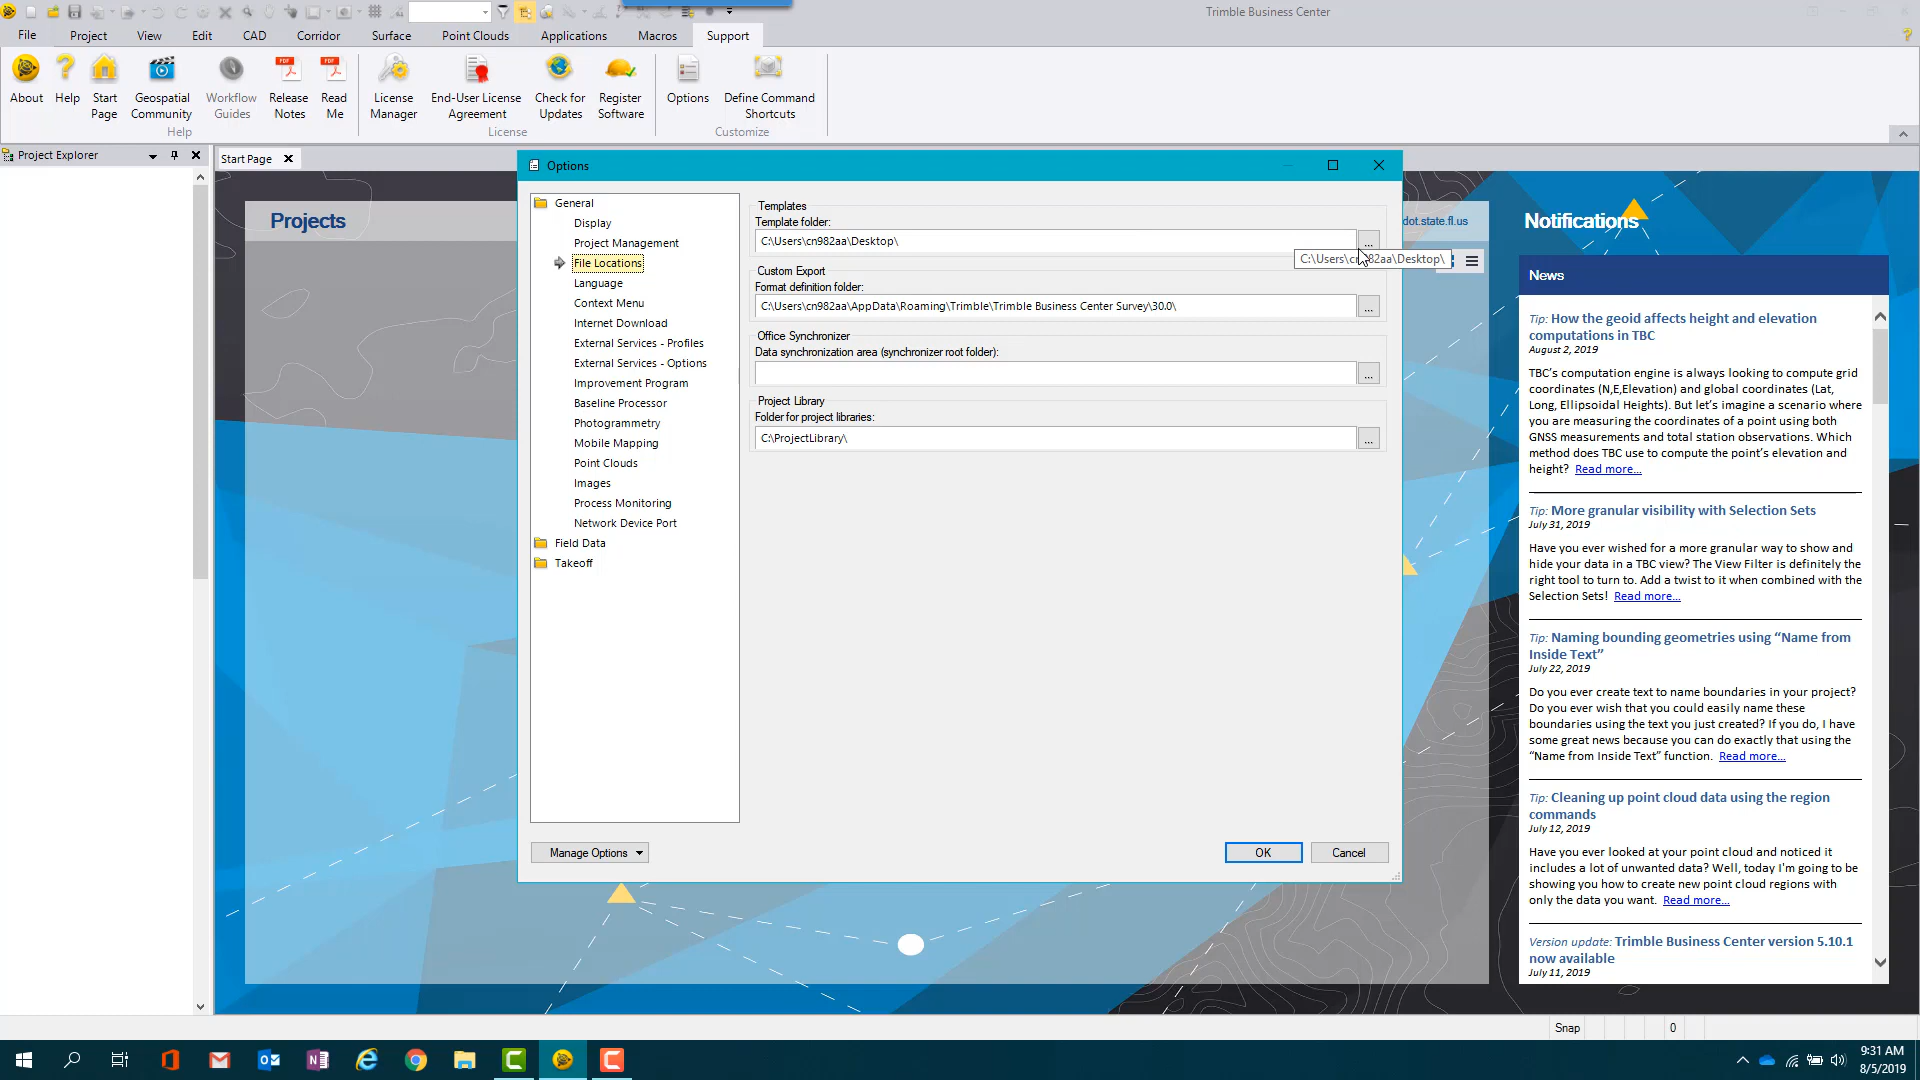 Trimble Business Center
File Project View Edit CAD Corridor Surface Point Clouds Applications Macros Support
About
Help
Start
Page
Geospatial
Community
Workflow
Guides
Release
Notes
Read
Me
License
Manager
End-User License
Agreement
Check for
Updates
Register
Software
Options
Define Command
Shortcuts
Help
License
Customize
Project Explorer
Start Page
Projects
dot.state.fl.us
Options
General
Display
Project Management
File Locations
Language
Context Menu
Internet Download
External Services - Profiles
External Services - Options
Improvement Program
Baseline Processor
Photogrammetry
Mobile Mapping
Point Clouds
Images
Process Monitoring
Network Device Port
Field Data
Takeoff
Templates
Template folder:
C:\Users\cn982aa\Desktop\
...
C:\Users\cn982aa\Desktop\
Custom Export
Format definition folder:
C:\Users\cn982aa\AppData\Roaming\Trimble\Trimble Business Center Survey\30.0\
...
Office Synchronizer
Data synchronization area (synchronizer root folder):
...
Project Library
Folder for project libraries:
C:\ProjectLibrary\
...
Manage Options
OK
Cancel
Notifications
News
Tip: How the geoid affects height and elevation
computations in TBC
August 2, 2019
TBC's computation engine is always looking to compute grid
coordinates (N,E,Elevation) and global coordinates (Lat,
Long, Ellipsoidal Heights). But let's imagine a scenario where
you are measuring the coordinates of a point using both
GNSS measurements and total station observations. Which
method does TBC use to compute the point's elevation and
height? Read more...
Tip: More granular visibility with Selection Sets
July 31, 2019
Have you ever wished for a more granular way to show and
hide your data in a TBC view? The View Filter is definitely the
right tool to turn to. Add a twist to it when combined with the
Selection Sets! Read more...
Tip: Naming bounding geometries using “Name from
Inside Text”
July 22, 2019
Do you ever create text to name boundaries in your project?
Do you ever wish that you could easily name these
boundaries using the text you just created? If you do, I have
some great news because you can do exactly that using the
“Name from Inside Text” function. Read more...
Tip: Cleaning up point cloud data using the region
commands
July 12, 2019
Have you ever looked at your point cloud and noticed it
includes a lot of unwanted data? Well, today I'm going to be
showing you how to create new point cloud regions with
only the data you want. Read more...
Version update: Trimble Business Center version 5.10.1
now available
July 11, 2019
Snap
0
9:31 AM
8/5/2019